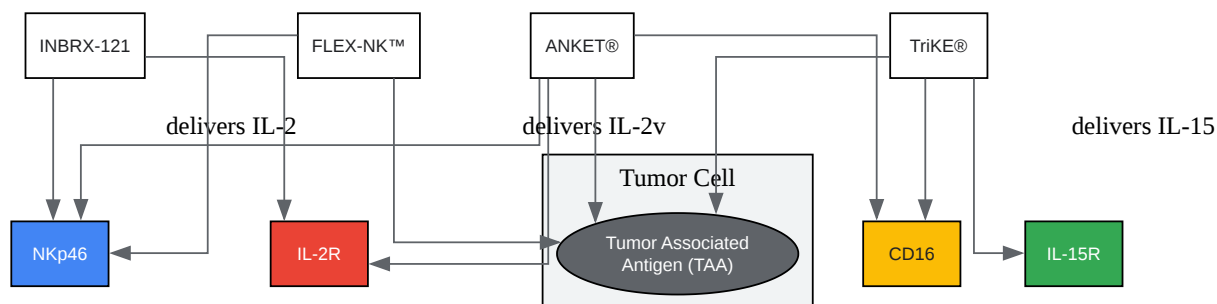 INBRX-121
FLEX-NK™
ANKET®
TriKE®
delivers IL-2
delivers IL-2v
delivers IL-15
Tumor Cell
NKp46
IL-2R
Tumor Associated
Antigen (TAA)
CD16
IL-15R